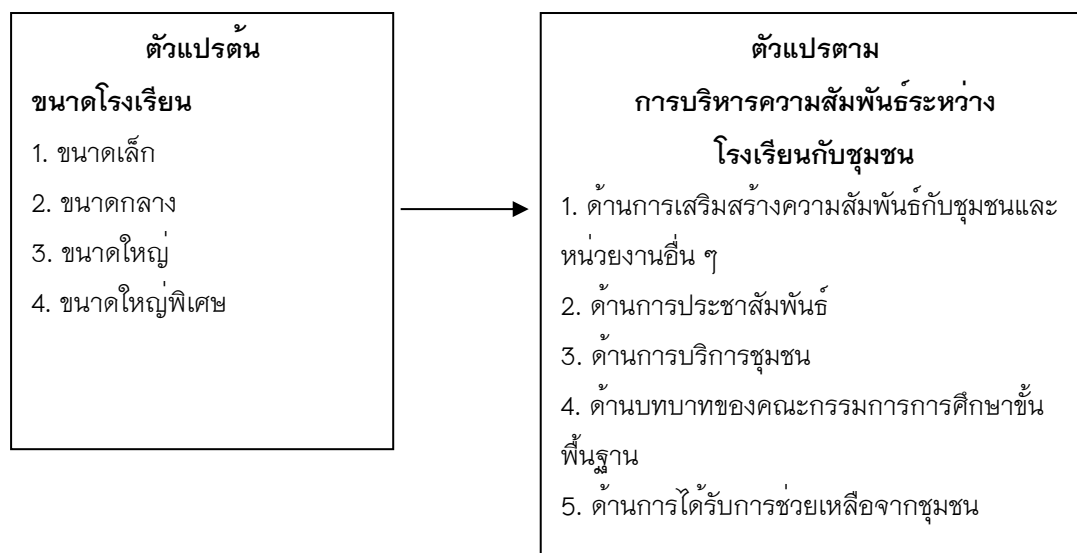 ตัวแปรต้น
ขนาดโรงเรียน
1. ขนาดเล็ก
2. ขนาดกลาง
3. ขนาดใหญ่
4. ขนาดใหญ่พิเศษ
ตัวแปรตาม
การบริหารความสัมพันธ์ระหว่าง
โรงเรียนกับชุมชน
1. ด้านการเสริมสร้างความสัมพันธ์กับชุมชนและ
หน่วยงานอื่น ๆ
2. ด้านการประชาสัมพันธ์
3. ด้านการบริการชุมชน
4. ด้านบทบาทของคณะกรรมการการศึกษาขั้น
พื้นฐาน
5. ด้านการได้รับการช่วยเหลือจากชุมชน